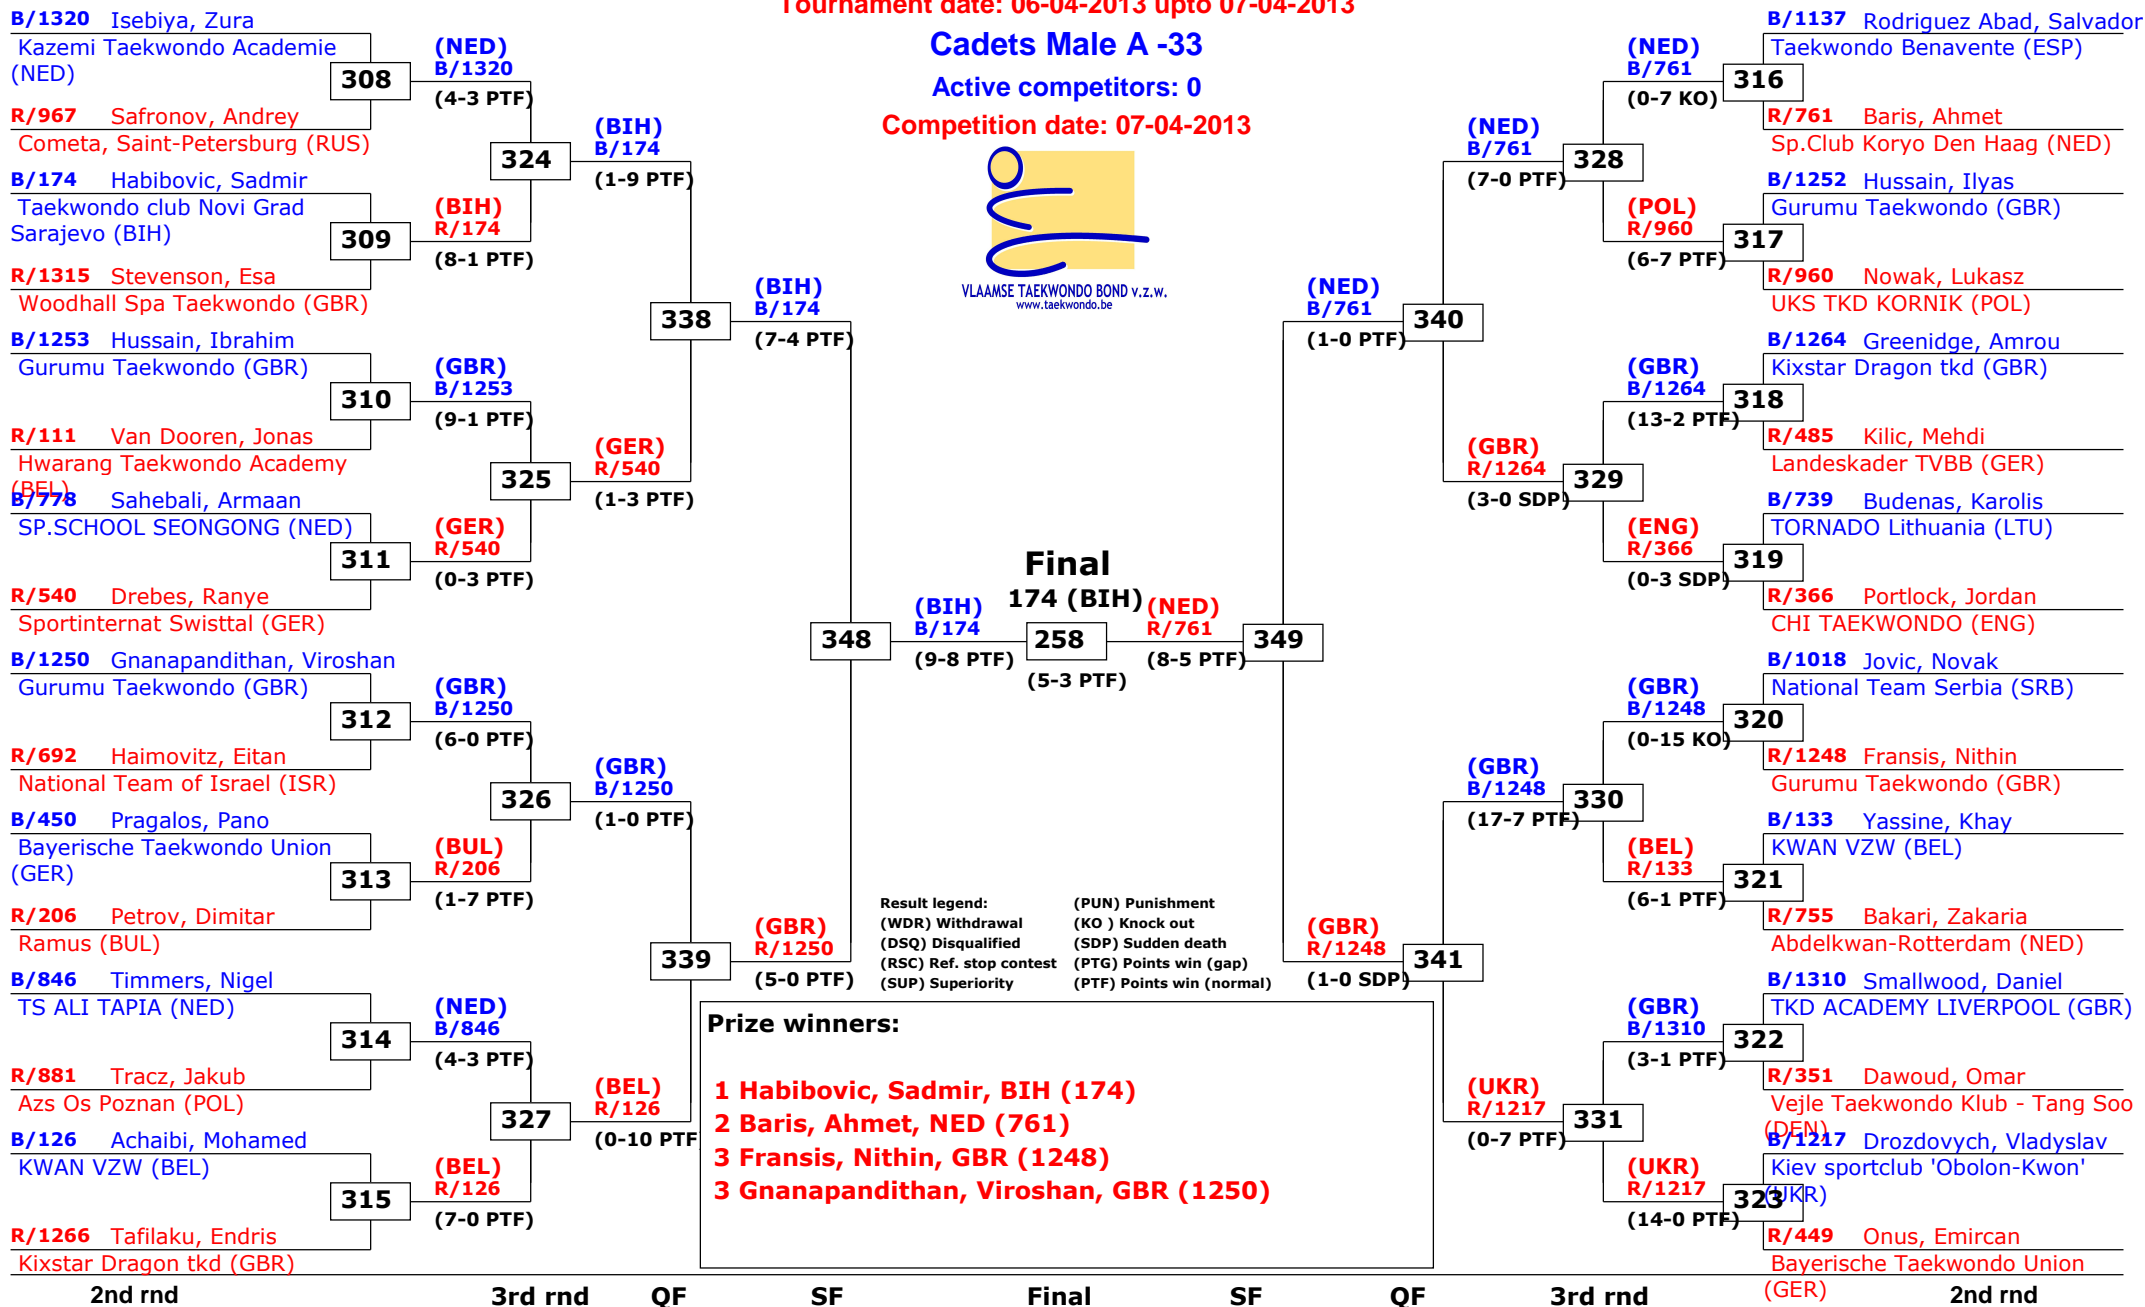 Tournament date: 06-04-2013 upto 07-04-2013
Cadets Male A -33
Active competitors: 0
Competition date: 07-04-2013
VLAAMSE TAEKWONDO BOND v.z.w.
www.taekwondo.be
B/1320 Isebiya, Zura
Kazemi Taekwondo Academie
(NED)
308
R/967 Safronov, Andrey
Cometa, Saint-Petersburg (RUS)
B/174 Habibovic, Sadmir
Taekwondo club Novi Grad
Sarajevo (BIH)
309
R/1315 Stevenson, Esa
Woodhall Spa Taekwondo (GBR)
B/1253 Hussain, Ibrahim
Gurumu Taekwondo (GBR)
310
R/111 Van Dooren, Jonas
Hwarang Taekwondo Academy
(BEL)
B/778 Sahebali, Armaan
SP.SCHOOL SEONGONG (NED)
311
R/540 Drebes, Ranye
Sportinternat Swisttal (GER)
B/1250 Gnanapandithan, Viroshan
Gurumu Taekwondo (GBR)
312
R/692 Haimovitz, Eitan
National Team of Israel (ISR)
B/450 Pragalos, Pano
Bayerische Taekwondo Union
(GER)
313
R/206 Petrov, Dimitar
Ramus (BUL)
B/846 Timmers, Nigel
TS ALI TAPIA (NED)
314
R/881 Tracz, Jakub
Azs Os Poznan (POL)
B/126 Achaibi, Mohamed
KWAN VZW (BEL)
315
R/1266 Tafilaku, Endris
Kixstar Dragon tkd (GBR)
(NED)
B/1320
(4-3 PTF)
324
(BIH)
R/174
(8-1 PTF)
(GBR)
B/1253
(9-1 PTF)
325
(GER)
R/540
(0-3 PTF)
(GBR)
B/1250
(6-0 PTF)
326
(BUL)
R/206
(1-7 PTF)
(NED)
B/846
(4-3 PTF)
327
(BEL)
R/126
(7-0 PTF)
(BIH)
B/174
(1-9 PTF)
338
(GER)
R/540
(1-3 PTF)
(GBR)
B/1250
(1-0 PTF)
339
(BEL)
R/126
(0-10 PTF
(BIH)
B/174
(7-4 PTF)
348
(GBR)
R/1250
(5-0 PTF)
(BIH)
B/174
(9-8 PTF)
Final
174 (BIH)
258
(5-3 PTF)
(NED)
R/761
(8-5 PTF)
349
(NED)
B/761
(1-0 PTF)
340
(GBR)
R/1248
(1-0 SDP)
341
(NED)
B/761
(7-0 PTF)
328
(GBR)
R/1264
(3-0 SDP)
329
(GBR)
B/1248
(17-7 PTF)
330
(UKR)
R/1217
(0-7 PTF)
331
(NED)
B/761
(0-7 KO)
316
(POL)
R/960
(6-7 PTF)
317
(GBR)
B/1264
(13-2 PTF)
318
(ENG)
R/366
(0-3 SDP)
319
(GBR)
B/1248
(0-15 KO)
320
(BEL)
R/133
(6-1 PTF)
321
(GBR)
B/1310
(3-1 PTF)
322
(UKR)
R/1217
(14-0 PTF)
323
B/1137 Rodriguez Abad, Salvador
Taekwondo Benavente (ESP)
R/761 Baris, Ahmet
Sp.Club Koryo Den Haag (NED)
B/1252 Hussain, Ilyas
Gurumu Taekwondo (GBR)
R/960 Nowak, Lukasz
UKS TKD KORNIK (POL)
B/1264 Greenidge, Amrou
Kixstar Dragon tkd (GBR)
R/485 Kilic, Mehdi
Landeskader TVBB (GER)
B/739 Budenas, Karolis
TORNADO Lithuania (LTU)
R/366 Portlock, Jordan
CHI TAEKWONDO (ENG)
B/1018 Jovic, Novak
National Team Serbia (SRB)
R/1248 Fransis, Nithin
Gurumu Taekwondo (GBR)
B/133 Yassine, Khay
KWAN VZW (BEL)
R/755 Bakari, Zakaria
Abdelkwan-Rotterdam (NED)
B/1310 Smallwood, Daniel
TKD ACADEMY LIVERPOOL (GBR)
R/351 Dawoud, Omar
Vejle Taekwondo Klub - Tang Soo
(DEN)
B/1217 Drozdovych, Vladyslav
Kiev sportclub 'Obolon-Kwon'
(UKR)
R/449 Onus, Emircan
Bayerische Taekwondo Union
(GER)
Result legend: (PUN) Punishment
(WDR) Withdrawal (KO ) Knock out
(DSQ) Disqualified (SDP) Sudden death
(RSC) Ref. stop contest (PTG) Points win (gap)
(SUP) Superiority (PTF) Points win (normal)
Prize winners:
1 Habibovic, Sadmir, BIH (174)
2 Baris, Ahmet, NED (761)
3 Fransis, Nithin, GBR (1248)
3 Gnanapandithan, Viroshan, GBR (1250)
2nd rnd 3rd rnd QF SF Final SF QF 3rd rnd 2nd rnd